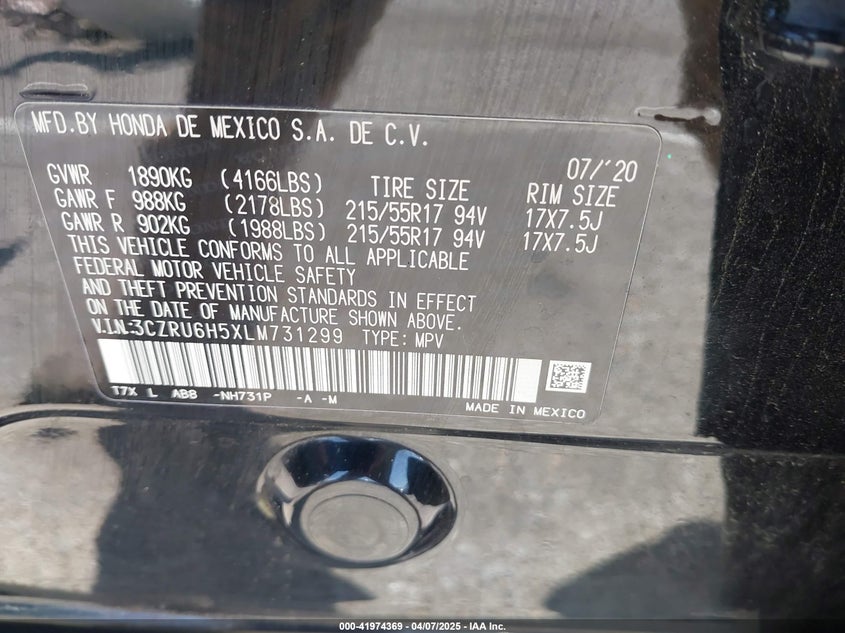 MFD.BY HONDA DE MEXICO S.A. DE C.V.
07/'20
GVWR 1890KG (4166LBS) TIRE SIZE RIM SIZE
GAWR F 988KG (2178LBS) 215/55R17 94V 17X7.5J
GAWR R 902KG (1988LBS) 215/55R17 94V 17X7.5J
THIS VEHICLE CONFORMS TO ALL APPLICABLE
FEDERAL MOTOR VEHICLE SAFETY
AND THEFT PREVENTION STANDARDS IN EFFECT
ON THE DATE OF MANUFACTURE SHOWN ABOVE.
V.I.N:3CZRU6H5XLM731299 TYPE: MPV
T7X L ABB -NH731P -A -M
MADE IN MEXICO
000-41974369 - 04/07/2025 - IAA Inc.